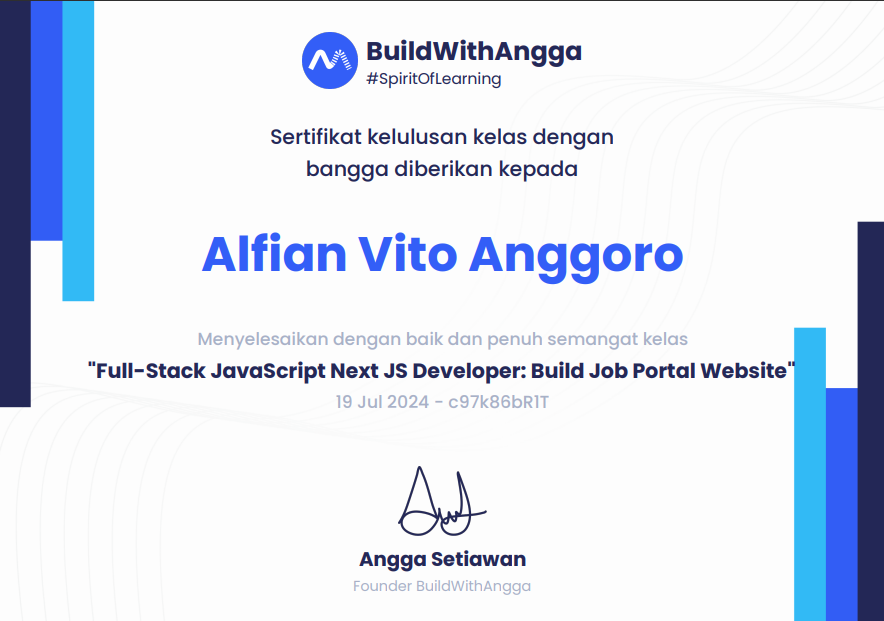 BuildWithAngga
#SpiritOfLearning
Sertifikat kelulusan kelas dengan
bangga diberikan kepada
Alfian Vito Anggoro
Menyelesaikan dengan baik dan penuh semangat kelas
"Full-Stack JavaScript Next JS Developer: Build Job Portal Website"
19 Jul 2024 - c97k86bR1T
Angga Setiawan
Founder BuildWithAngga